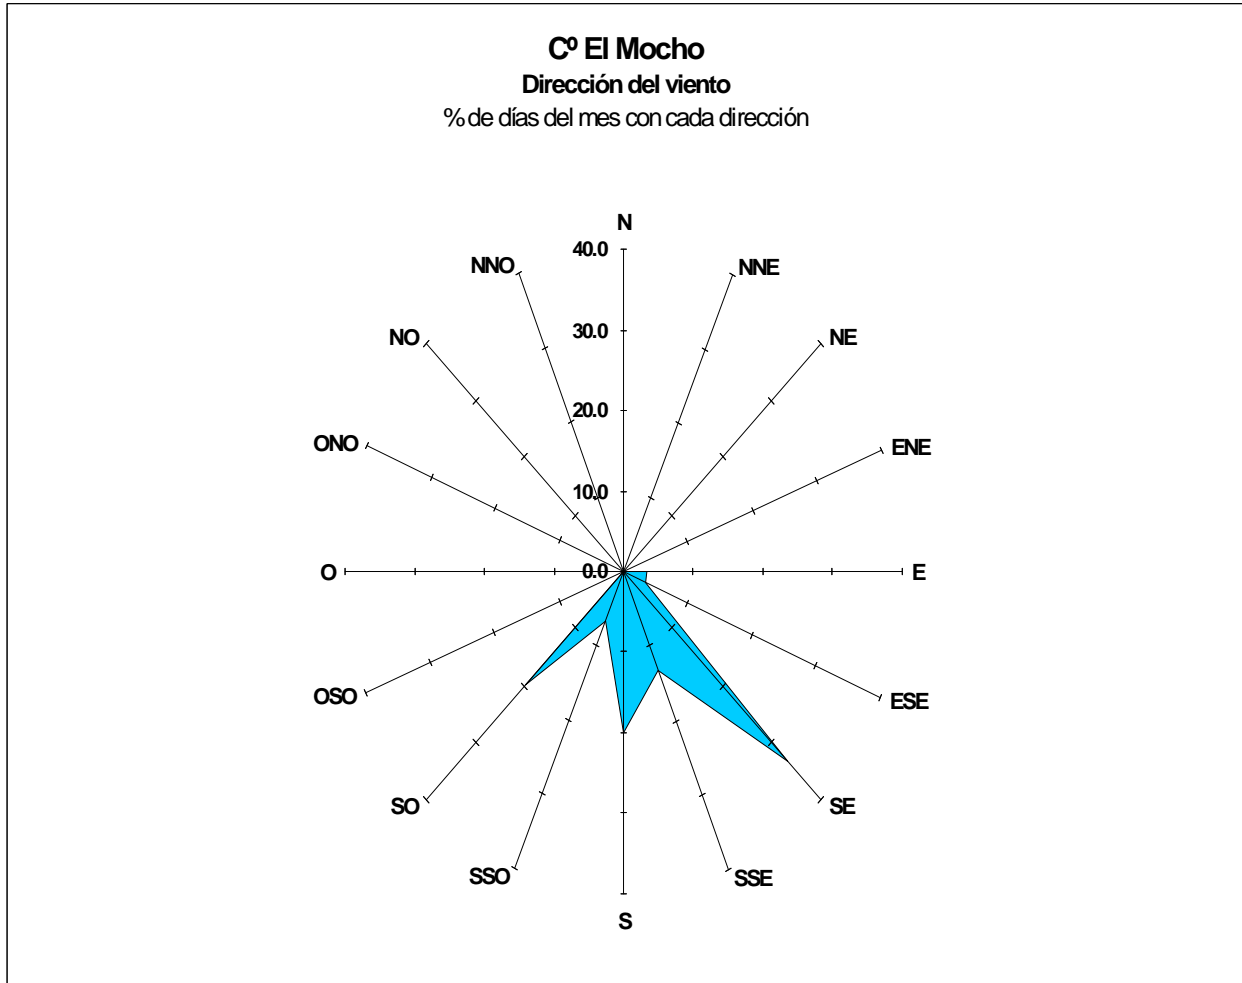 Cº El Mocho
Dirección del viento
% de días del mes con cada dirección
N
40.0
NNO
NNE
30.0
NO
NE
20.0
ONO
ENE
10.0
O
0.0
E
OSO
ESE
SO
SE
SSO
SSE
S